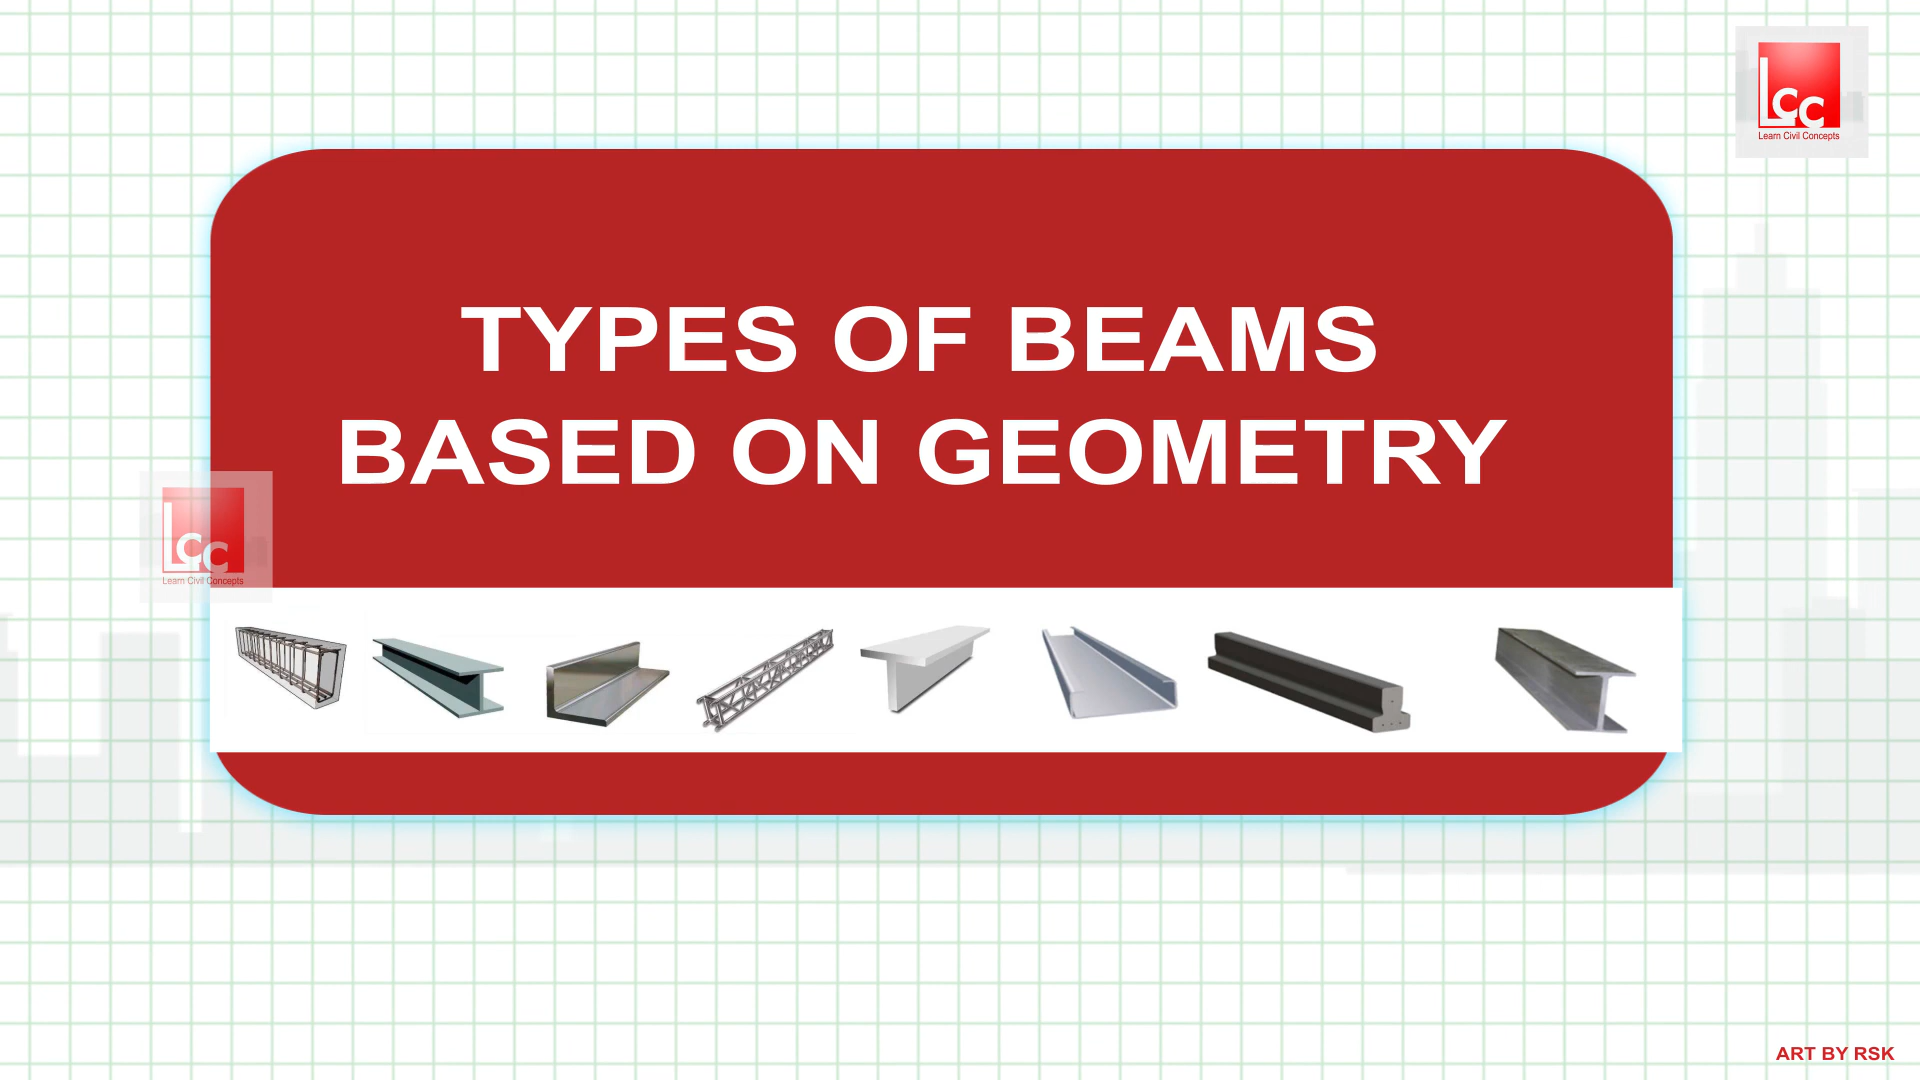 LCC
Learn Civil Concepts
TYPES OF BEAMS
BASED ON GEOMETRY
LCC
Learn Civil Concepts
ART BY RSK